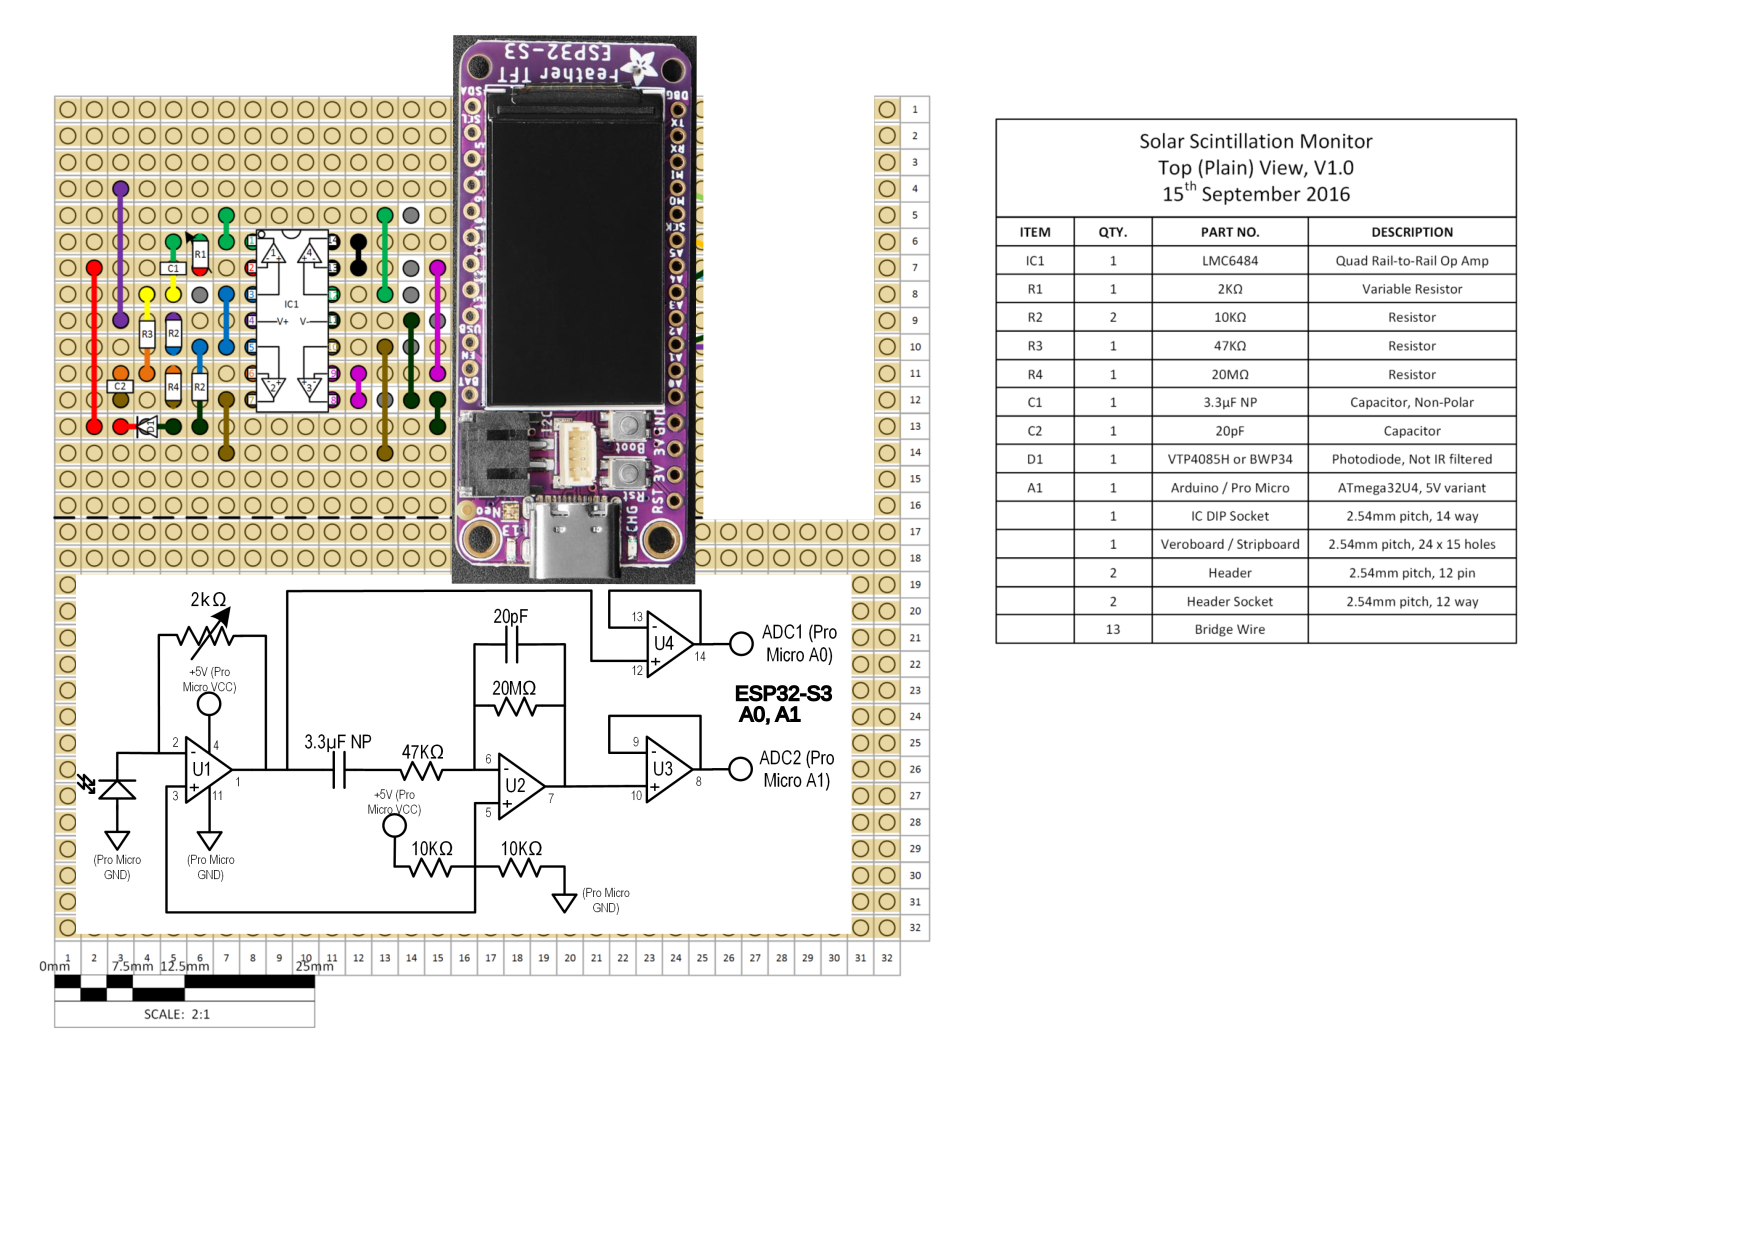 ESP32-S3
Feather TFT
SDA
SCL
DBG
TX
RX
MI
MO
SCK
A5
A4
A3
A2
A1
A0
USB
EN
BAT
GND
3V
3V
RST
I2C
Boot
Rst
Neo
CHG
1
2
3
4
5
6
7
8
9
10
11
12
13
14
15
16
17
18
19
20
21
22
23
24
25
26
27
28
29
30
31
32
R1
C1
R3
R2
C2
R4
R2
D1
IC1
V+ V-
1
4
2
3
Solar Scintillation Monitor
Top (Plain) View, V1.0
15th September 2016
ITEM QTY. PART NO. DESCRIPTION
IC1 1 LMC6484 Quad Rail-to-Rail Op Amp
R1 1 2KΩ Variable Resistor
R2 2 10KΩ Resistor
R3 1 47KΩ Resistor
R4 1 20MΩ Resistor
C1 1 3.3µF NP Capacitor, Non-Polar
C2 1 20pF Capacitor
D1 1 VTP4085H or BWP34 Photodiode, Not IR filtered
A1 1 Arduino / Pro Micro ATmega32U4, 5V variant
1 IC DIP Socket 2.54mm pitch, 14 way
1 Veroboard / Stripboard 2.54mm pitch, 24 x 15 holes
2 Header 2.54mm pitch, 12 pin
2 Header Socket 2.54mm pitch, 12 way
13 Bridge Wire
2kΩ
+5V (Pro
Micro VCC)
2
4
-
U1
+
1
3
11
(Pro Micro
GND)
(Pro Micro
GND)
3.3µF NP
47KΩ
+5V (Pro
Micro VCC)
10KΩ
10KΩ
(Pro Micro
GND)
20pF
20MΩ
6
-
U2
+
5
7
13
-
U4
+
12
14
ADC1 (Pro
Micro A0)
ESP32-S3
A0, A1
9
-
U3
+
10
8
ADC2 (Pro
Micro A1)
1 2 3 4 5 6 7 8 9 10 11 12 13 14 15 16 17 18 19 20 21 22 23 24 25 26 27 28 29 30 31 32
0mm 7.5mm 12.5mm 25mm
SCALE: 2:1